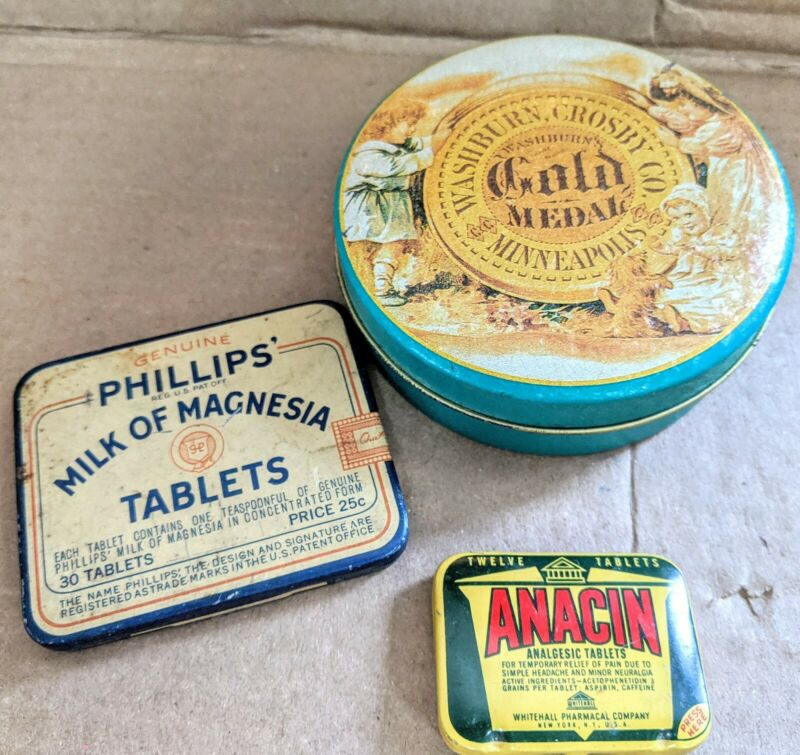 WASHBURN, CROSBY CO.
WASHBURN'S
Gold
MEDAL
MINNEAPOLIS
GENUINE
PHILLIPS'
REG. U.S. PAT OFF.
MILK OF MAGNESIA
TABLETS
EACH TABLET CONTAINS ONE TEASPOONFUL OF GENUINE
PHILLIPS' MILK OF MAGNESIA IN CONCENTRATED FORM
30 TABLETS PRICE 25c
THE NAME PHILLIPS', THE DESIGN AND SIGNATURE ARE
REGISTERED AS TRADE MARKS IN THE U.S. PATENT OFFICE.
TWELVE TABLETS
ANACIN
ANALGESIC TABLETS
FOR TEMPORARY RELIEF OF PAIN DUE TO
SIMPLE HEADACHE AND MINOR NEURALGIA
ACTIVE INGREDIENTS—ACETOPHENETIDIN 3
GRAINS PER TABLET, ASPIRIN, CAFFEINE
WHITEHALL PHARMACAL COMPANY
NEW YORK, N.Y., U.S.A.
PRESS
HERE